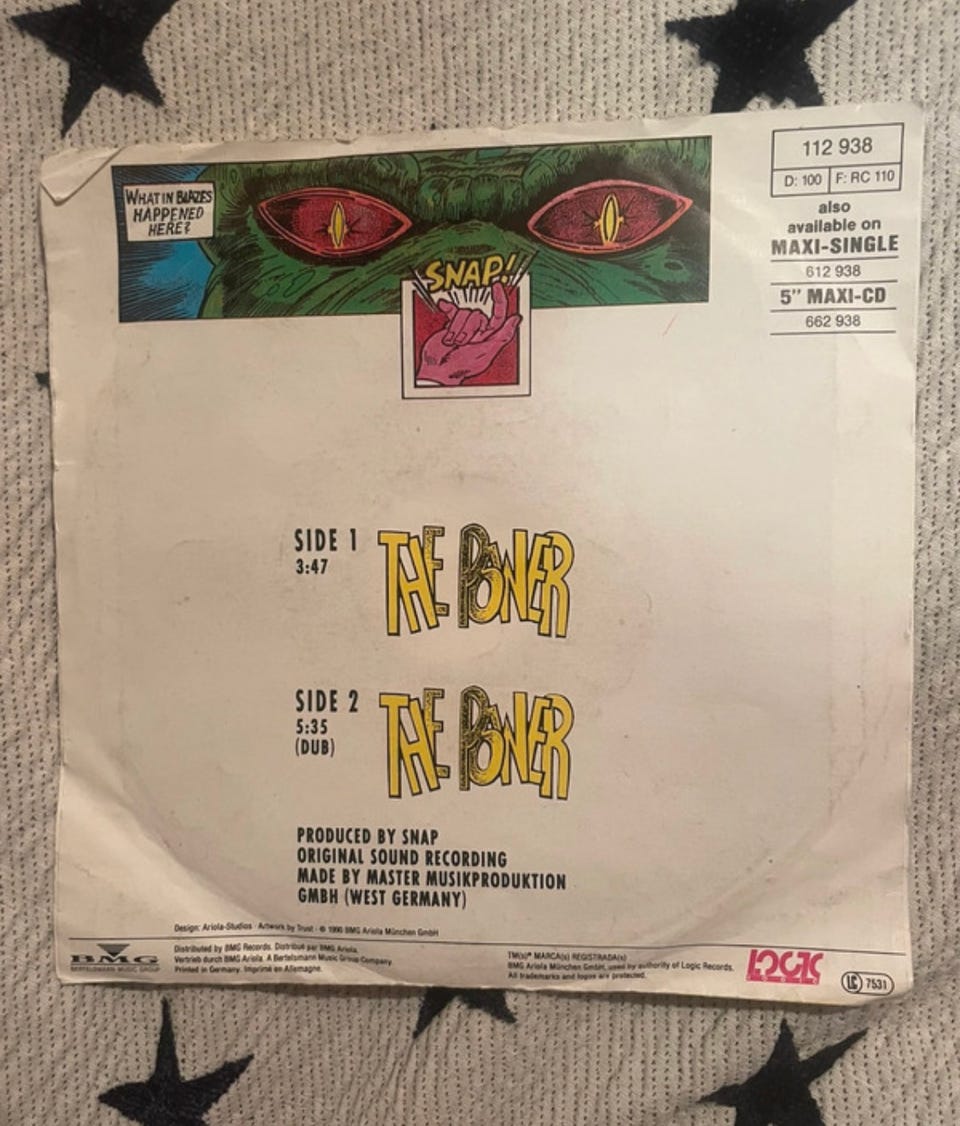 WHAT IN BLAZES
HAPPENED
HERE?
SNAP!
112 938
D: 100 F: RC 110
also
available on
MAXI-SINGLE
612 938
5" MAXI-CD
662 938
SIDE 1
3:47
THE POWER
SIDE 2
5:35
(DUB)
THE POWER
PRODUCED BY SNAP
ORIGINAL SOUND RECORDING
MADE BY MASTER MUSIKPRODUKTION
GMBH (WEST GERMANY)
Design: Ariola-Studios · Artwork by Trust · ℗ 1990 BMG Ariola München GmbH
BMG
BERTELSMANN MUSIC GROUP
Distributed by BMG Records. Distribué par BMG Ariola.
Vertrieb durch BMG Ariola. A Bertelsmann Music Group Company.
Printed in Germany. Imprimé en Allemagne.
TM(s)® MARCA(s) REGISTRADA(s)
BMG Ariola München GmbH, used by authority of Logic Records.
All trademarks and logos are protected.
LOGIC
LC 7531